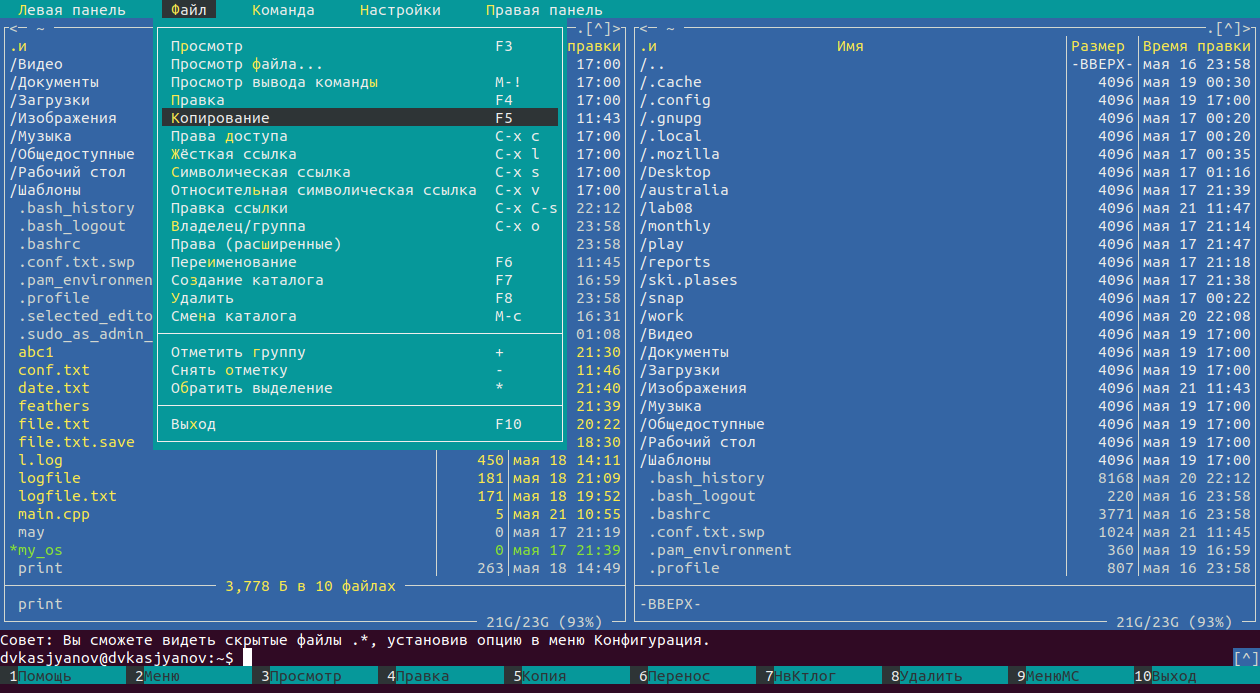 Левая панель Файл Команда Настройки Правая панель
<─ ~ .[^]> <─ ~ .[^]>
.и Просмотр F3 правки .и Имя Размер Время правки
/Видео Просмотр файла... 17:00 /.. -ВВЕРХ- мая 16 23:58
/Документы Просмотр вывода команды M-! 17:00 /.cache 4096 мая 19 00:30
/Загрузки Правка F4 17:00 /.config 4096 мая 19 17:00
/Изображения Копирование F5 11:43 /.gnupg 4096 мая 17 00:20
/Музыка Права доступа C-x c 17:00 /.local 4096 мая 17 00:20
/Общедоступные Жёсткая ссылка C-x l 17:00 /.mozilla 4096 мая 17 00:35
/Рабочий стол Символическая ссылка C-x s 17:00 /Desktop 4096 мая 17 01:16
/Шаблоны Относительная символическая ссылка C-x v 17:00 /australia 4096 мая 17 21:39
.bash_history Правка ссылки C-x C-s 22:12 /lab08 4096 мая 21 11:47
.bash_logout Владелец/группа C-x o 23:58 /monthly 4096 мая 17 21:14
.bashrc Права (расширенные) 23:58 /play 4096 мая 17 21:47
.conf.txt.swp Переименование F6 11:45 /reports 4096 мая 17 21:18
.pam_environmen Создание каталога F7 16:59 /ski.plases 4096 мая 17 21:38
.profile Удалить F8 23:58 /snap 4096 мая 17 00:22
.selected_edito Смена каталога M-c 16:31 /work 4096 мая 20 22:08
.sudo_as_admin_ 01:08 /Видео 4096 мая 19 17:00
abc1 Отметить группу + 21:30 /Документы 4096 мая 19 17:00
conf.txt Снять отметку - 11:46 /Загрузки 4096 мая 19 17:00
date.txt Обратить выделение * 21:40 /Изображения 4096 мая 21 11:43
feathers 21:39 /Музыка 4096 мая 19 17:00
file.txt Выход F10 20:22 /Общедоступные 4096 мая 19 17:00
file.txt.save 18:30 /Рабочий стол 4096 мая 19 17:00
l.log 450 мая 18 14:11 /Шаблоны 4096 мая 19 17:00
logfile 181 мая 18 21:09 .bash_history 8168 мая 20 22:12
logfile.txt 171 мая 18 19:52 .bash_logout 220 мая 16 23:58
main.cpp 5 мая 21 10:55 .bashrc 3771 мая 16 23:58
may 0 мая 17 21:19 .conf.txt.swp 1024 мая 21 11:45
*my_os 0 мая 17 21:39 .pam_environment 360 мая 19 16:59
print 263 мая 18 14:49 .profile 807 мая 16 23:58
3,778 Б в 10 файлах
print -ВВЕРХ-
21G/23G (93%) 21G/23G (93%)
Совет: Вы сможете видеть скрытые файлы .*, установив опцию в меню Конфигурация.
dvkasjyanov@dvkasjyanov:~$ [^]
1Помощь 2Меню 3Просмотр 4Правка 5Копия 6Перенос 7НвКтлог 8Удалить 9МенюМС 10Выход